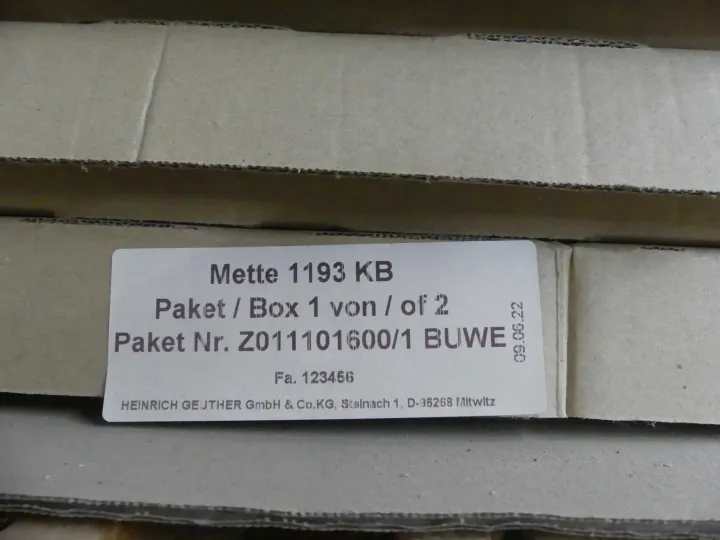 Mette 1193 KB
Paket / Box 1 von / of 2
Paket Nr. Z011101600/1 BUWE
09.06.22
Fa. 123456
HEINRICH GEUTHER GmbH & Co.KG, Steinach 1, D-96268 Mitwitz